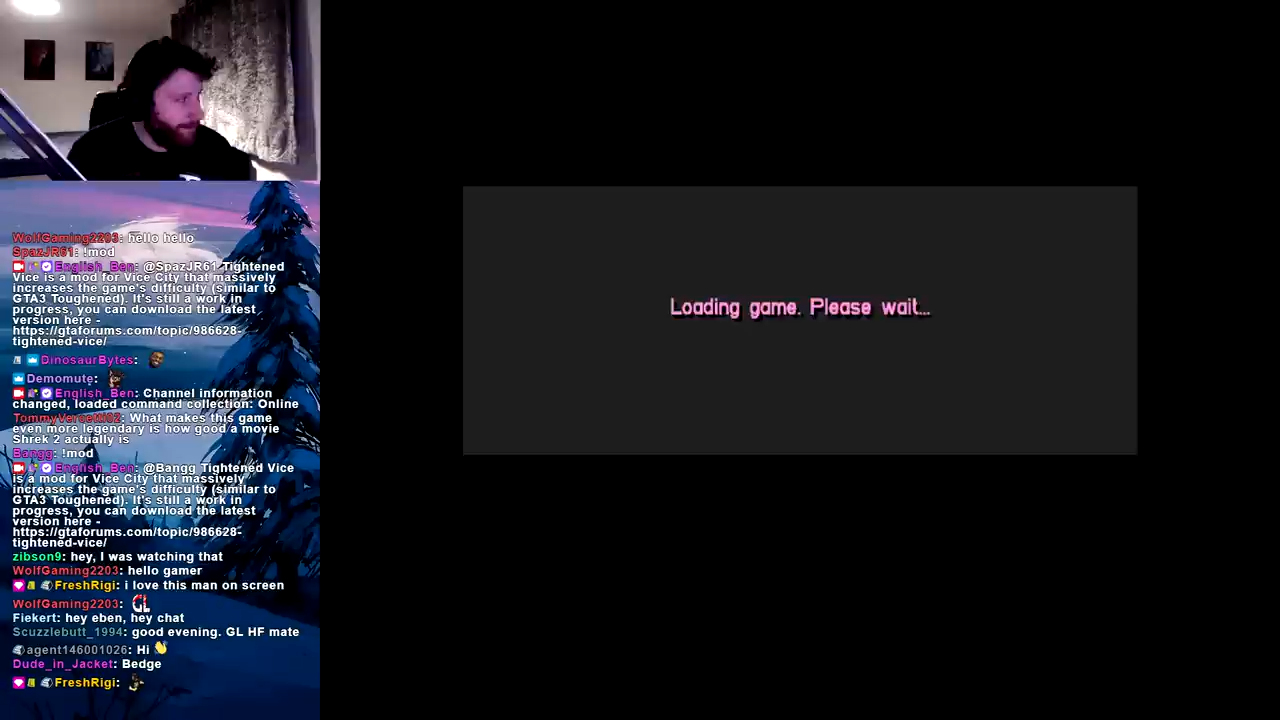 WolfGaming2203: hello hello
SpazJR61: !mod
English_Ben: @SpazJR61 Tightened
Vice is a mod for Vice City that massively
increases the game's difficulty (similar to
GTA3 Toughened). It's still a work in
progress, you can download the latest
version here -
https://gtaforums.com/topic/986628-
tightened-vice/
DinosaurBytes:
Demomute:
English_Ben: Channel information
changed, loaded command collection: Online
TommyVercetti02: What makes this game
even more legendary is how good a movie
Shrek 2 actually is
Bangg: !mod
English_Ben: @Bangg Tightened Vice
is a mod for Vice City that massively
increases the game's difficulty (similar to
GTA3 Toughened). It's still a work in
progress, you can download the latest
version here -
https://gtaforums.com/topic/986628-
tightened-vice/
zibson9: hey, I was watching that
WolfGaming2203: hello gamer
FreshRigi: i love this man on screen
WolfGaming2203: GL
Fiekert: hey eben, hey chat
Scuzzlebutt_1994: good evening. GL HF mate
agent146001026: Hi
Dude_in_Jacket: Bedge
FreshRigi:
Loading game. Please wait...